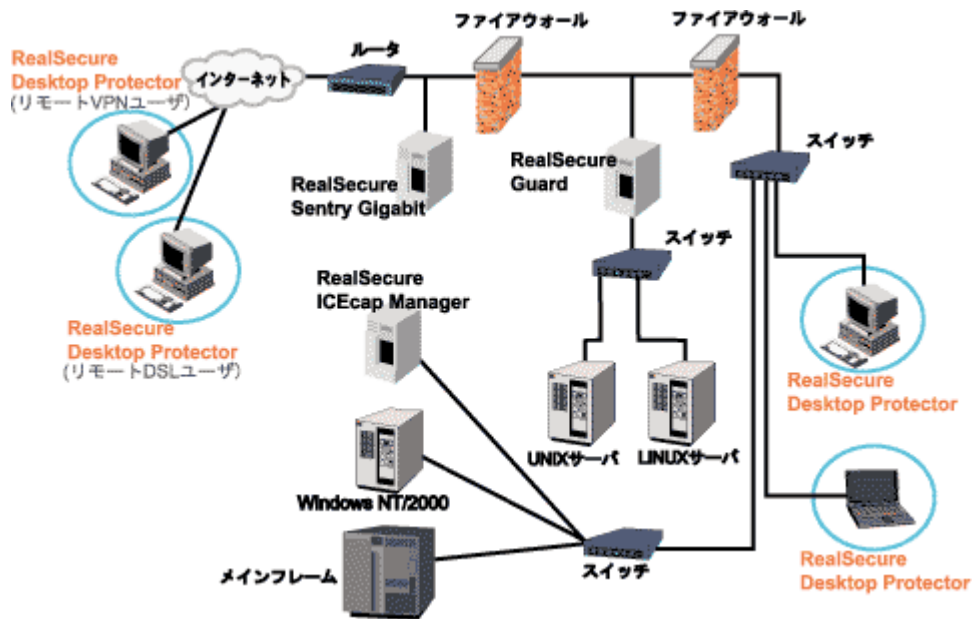 ファイアウォール
ファイアウォール
ルータ
RealSecure
Desktop Protector
(リモートVPNユーザ)
インターネット
スイッチ
RealSecure
Sentry Gigabit
RealSecure
Guard
スイッチ
RealSecure
ICEcap Manager
RealSecure
Desktop Protector
(リモートDSLユーザ)
RealSecure
Desktop Protector
UNIXサーバ
LINUXサーバ
Windows NT/2000
メインフレーム
スイッチ
RealSecure
Desktop Protector